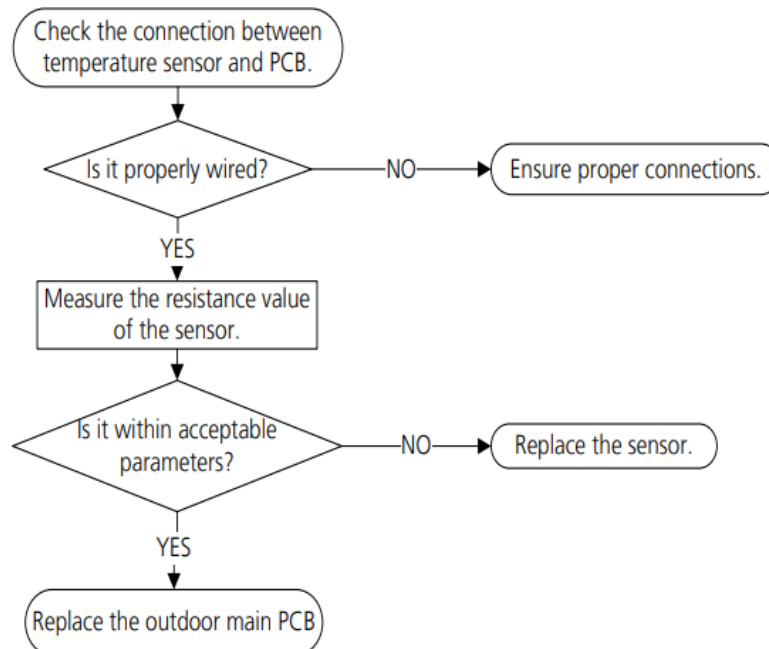 Check the connection between
temperature sensor and PCB.
Is it properly wired?
NO
Ensure proper connections.
YES
Measure the resistance value
of the sensor.
Is it within acceptable
parameters?
NO
Replace the sensor.
YES
Replace the outdoor main PCB